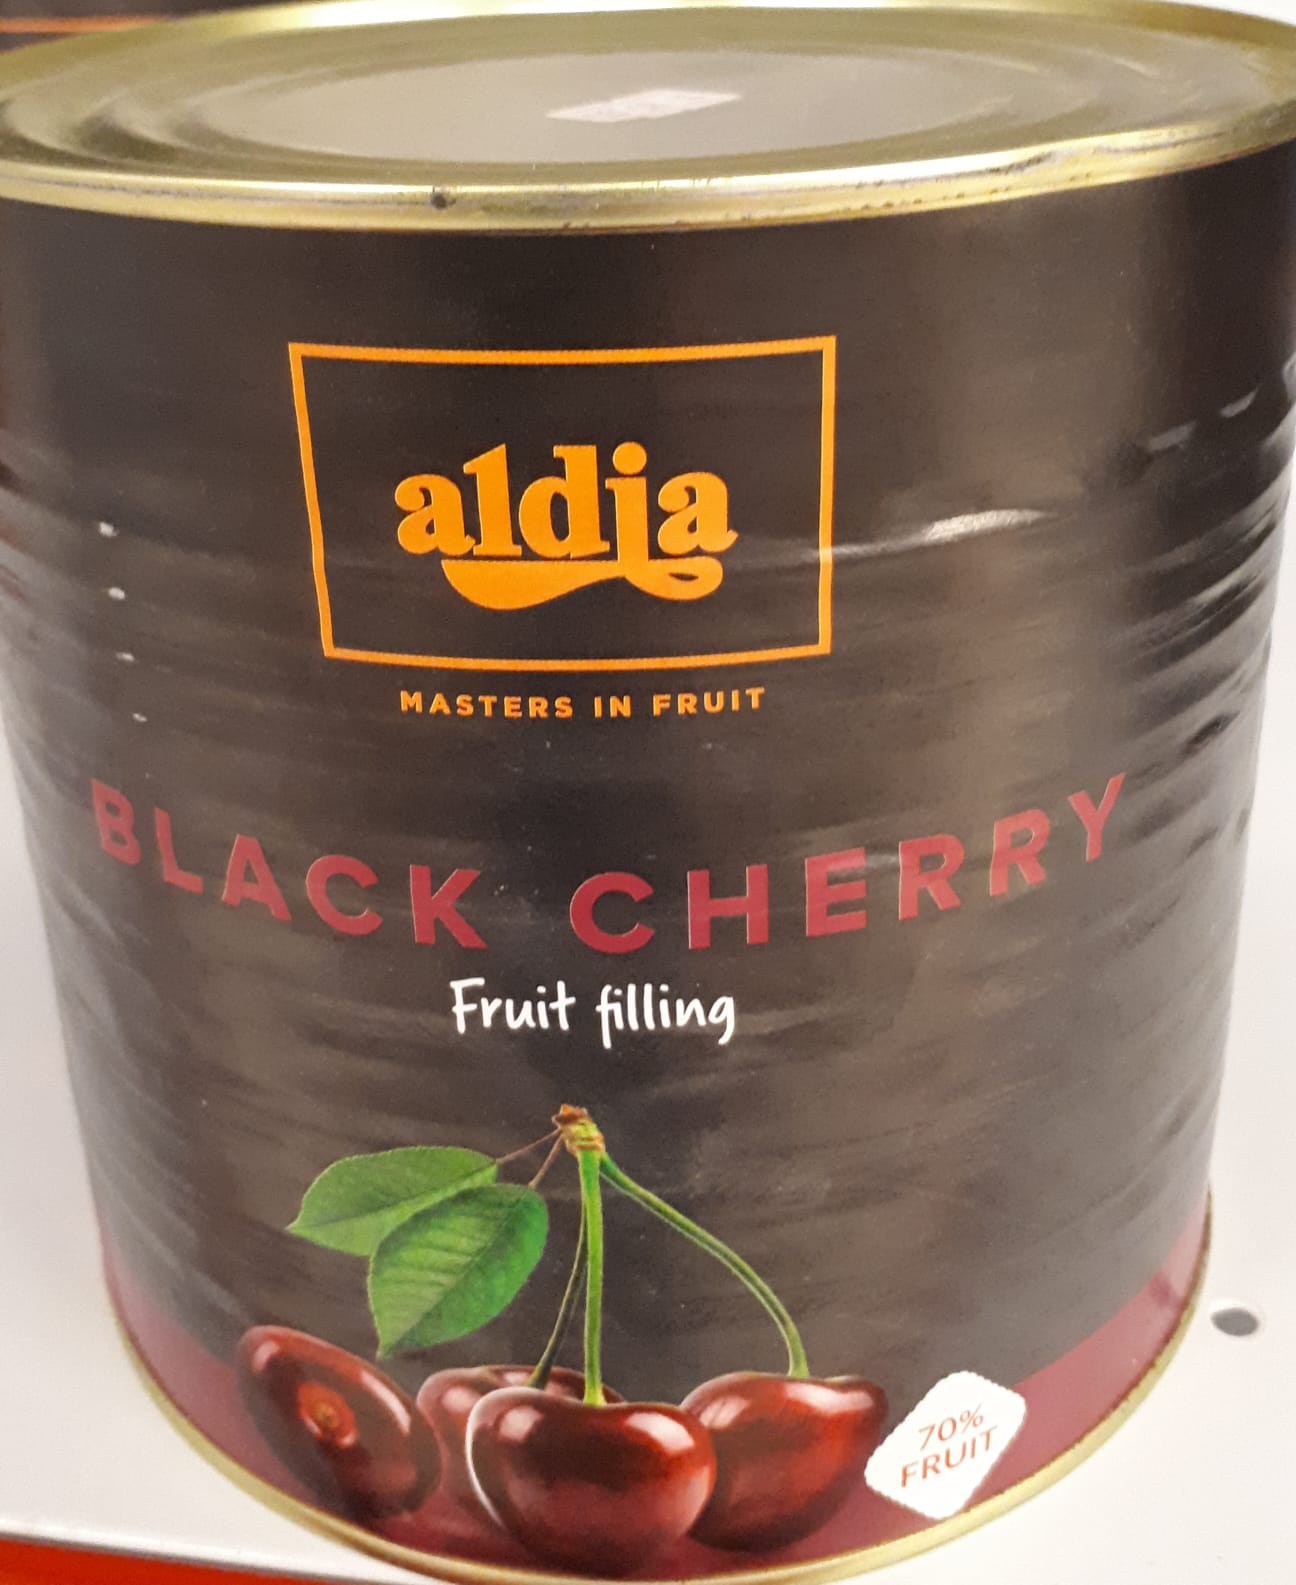 aldia
MASTERS IN FRUIT
BLACK CHERRY
Fruit filling
70%
FRUIT